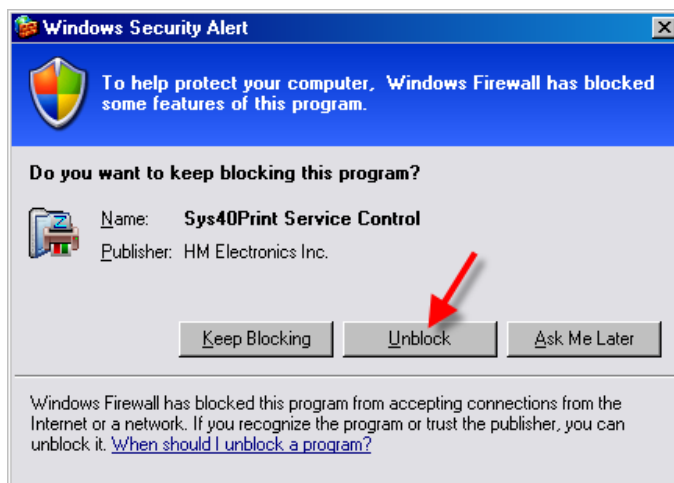 Windows Security Alert
To help protect your computer, Windows Firewall has blocked
some features of this program.
Do you want to keep blocking this program?
Name: Sys40Print Service Control
Publisher: HM Electronics Inc.
Keep Blocking Unblock Ask Me Later
Windows Firewall has blocked this program from accepting connections from the
Internet or a network. If you recognize the program or trust the publisher, you can
unblock it. When should I unblock a program?